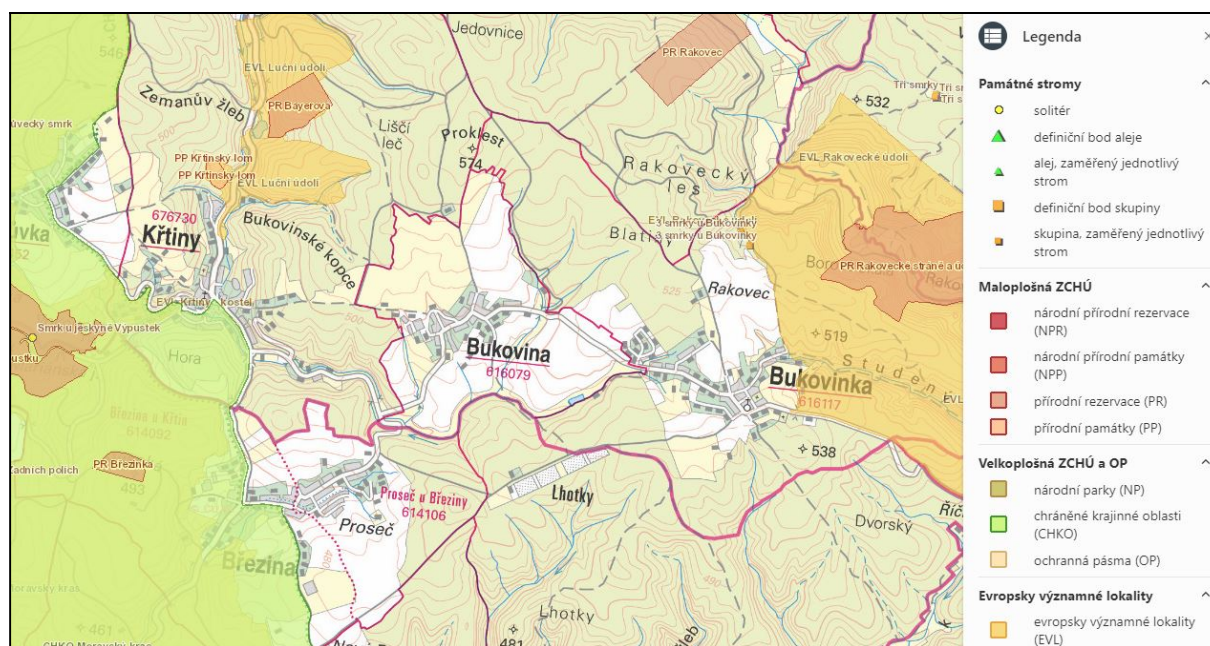 Jedovnice
PR Rakovec
EVL Luční údolí
Zemanův žleb
PR Bayerova
Liščí
leč
Proklest
574
532
EVL Rakovecké údolí
PP Křtinský lom
PP Křtinský lom
EVL Luční údolí
Rakovecký
les
676730
Křtiny
Bukovinské kopce
3 smrky u Bukovinky
3 smrky u Bukovinky
525
PR Rakovecké stráně a
Rakovec
EVL Křtiny kostel
Smrk u jeskyně Výpustek
Hora
Bukovina
616079
519
Bukovinka
616117
Březina u Křtin
614092
PR Březinka
493
538
Proseč u Březiny
614106
Lhotky
Proseč
Dvorský
Březina
Lhotky
490
461
481
CHKO Moravský kras
Legenda
Památné stromy
solitér
definiční bod aleje
alej, zaměřený jednotlivý
strom
definiční bod skupiny
skupina, zaměřený jednotlivý
strom
Maloplošná ZCHÚ
národní přírodní rezervace
(NPR)
národní přírodní památky
(NPP)
přírodní rezervace (PR)
přírodní památky (PP)
Velkoplošná ZCHÚ a OP
národní parky (NP)
chráněné krajinné oblasti
(CHKO)
ochranná pásma (OP)
Evropsky významné lokality
evropsky významné lokality
(EVL)